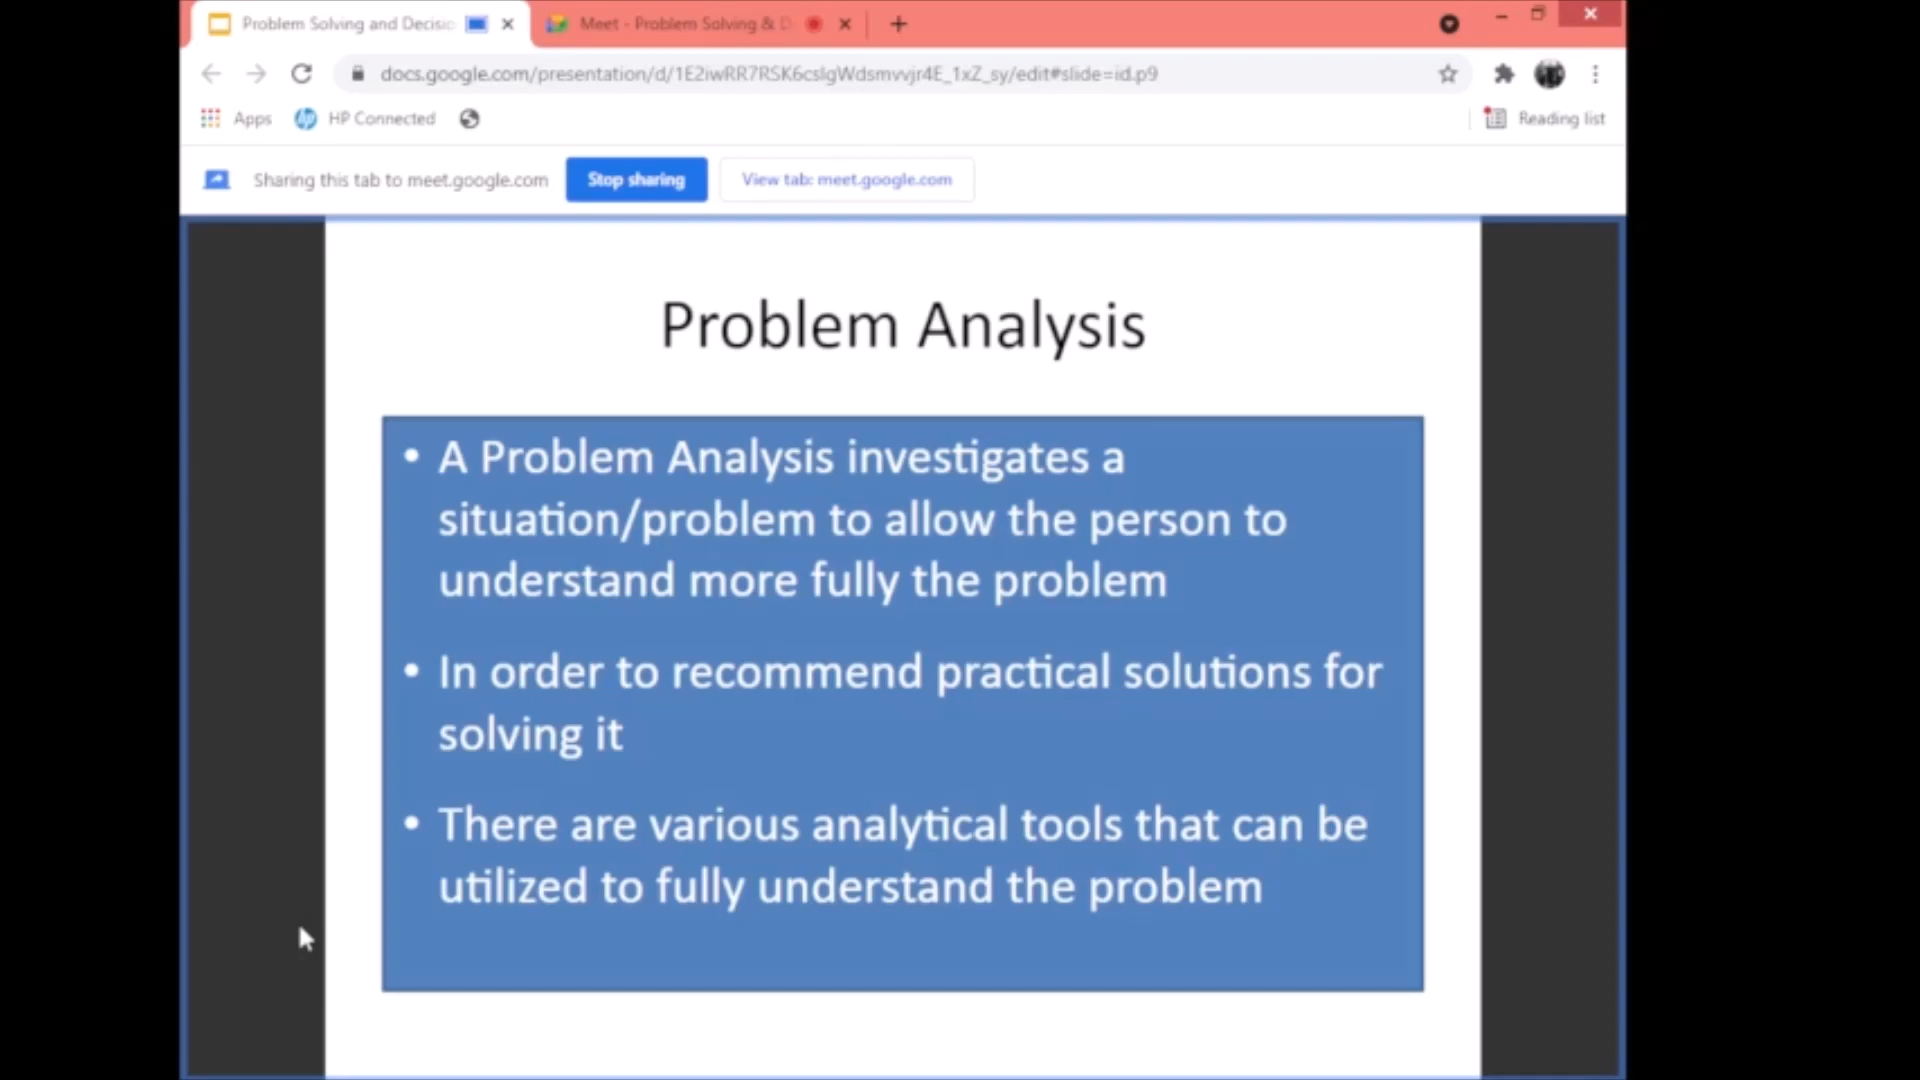 Problem Solving and Decisi
Meet - Problem Solving & D
docs.google.com/presentation/d/1E2iwRR7RSK6cslgWdsmvvjr4E_1xZ_sy/edit#slide=id.p9
Apps
HP Connected
Reading list
Sharing this tab to meet.google.com
Stop sharing
View tab: meet.google.com
Problem Analysis
• A Problem Analysis investigates a
situation/problem to allow the person to
understand more fully the problem
• In order to recommend practical solutions for
solving it
• There are various analytical tools that can be
utilized to fully understand the problem